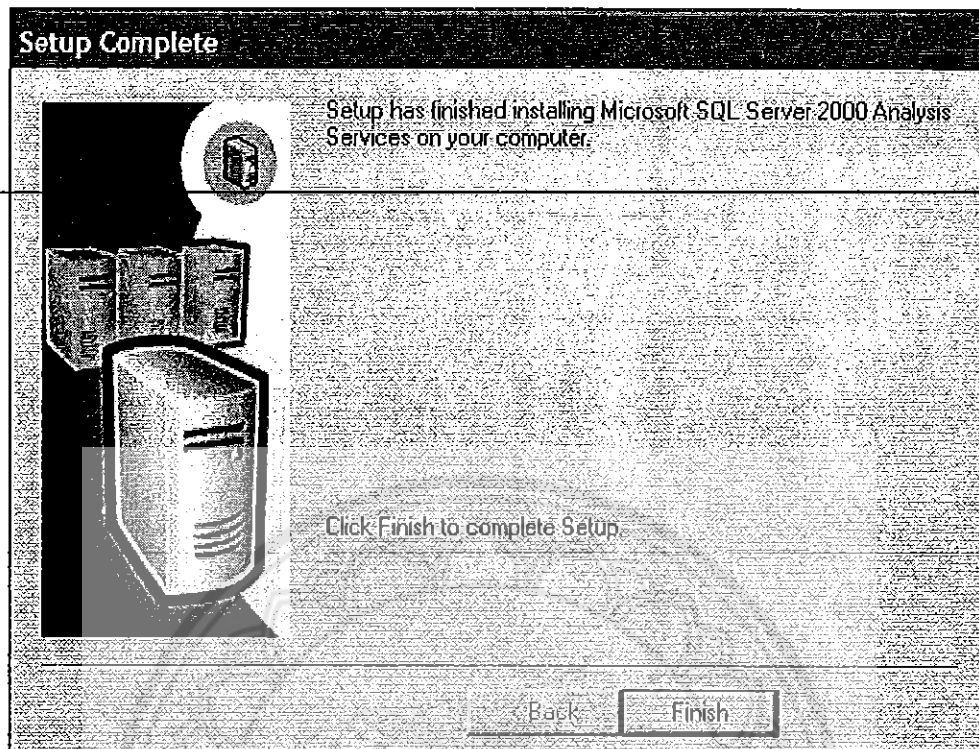 Setup Complete
Setup has finished installing Microsoft SQL Server 2000 Analysis
Services on your computer.
Click Finish to complete Setup.
< Back
Finish